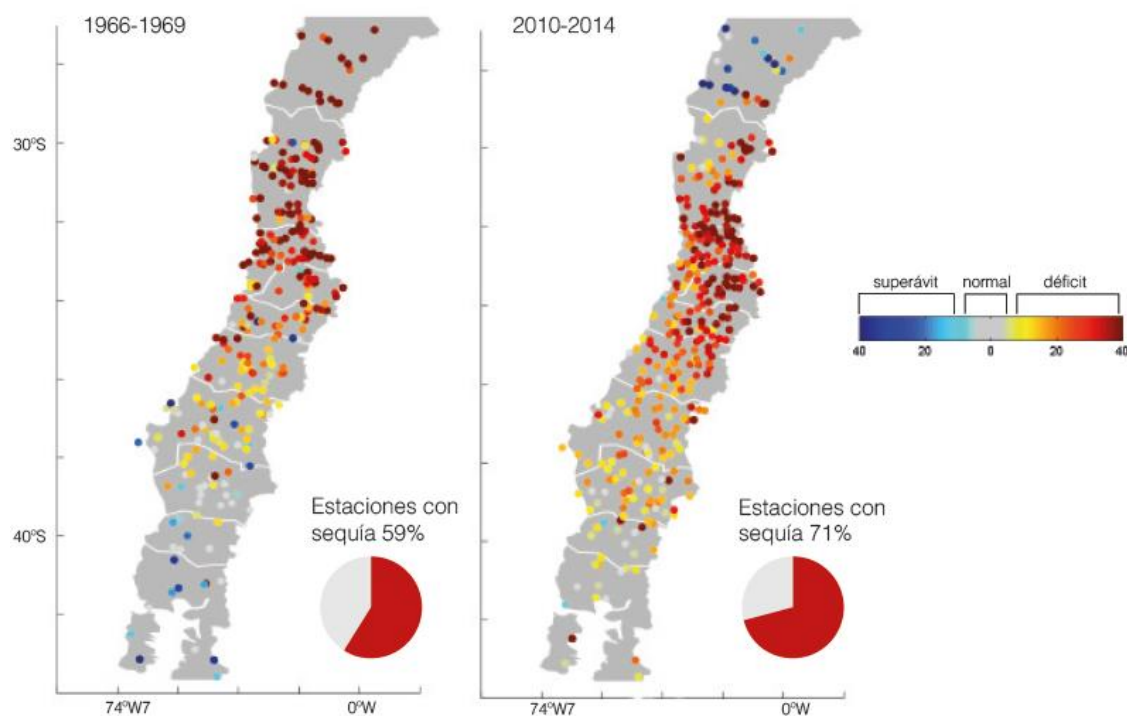 1966-1969
2010-2014
30ºS
superávit
normal
déficit
40
20
0
20
40
Estaciones con
sequía 59%
Estaciones con
sequía 71%
40ºS
74ºW7
0ºW
74ºW7
0ºW